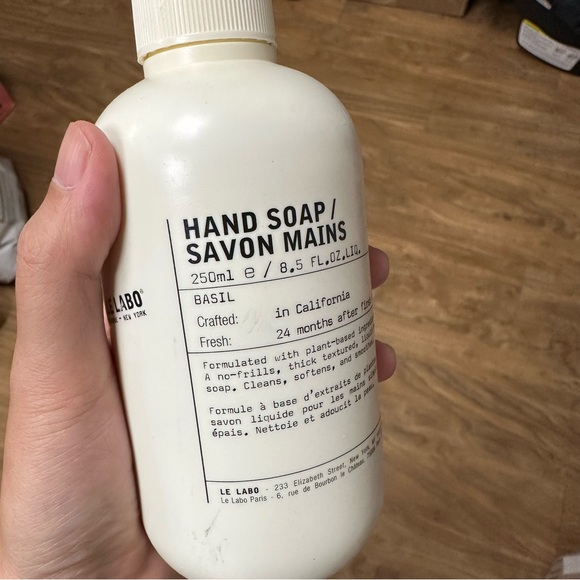 HAND SOAP/
SAVON MAINS
250ml e / 8.5 FL.OZ.LIQ.
BASIL
Crafted: in California
Fresh: 24 months after
LE LABO®
NEW YORK
Formulated with plant-based
A no-frills, thick textured,
soap. Cleans, softens, and
Formule à base d'extraits de
savon liquide pour les mains
épais. Nettoie et adoucit la
LE LABO - 233 Elizabeth Street, New York,
Le Labo Paris - 6, rue de Bourbon le Château,